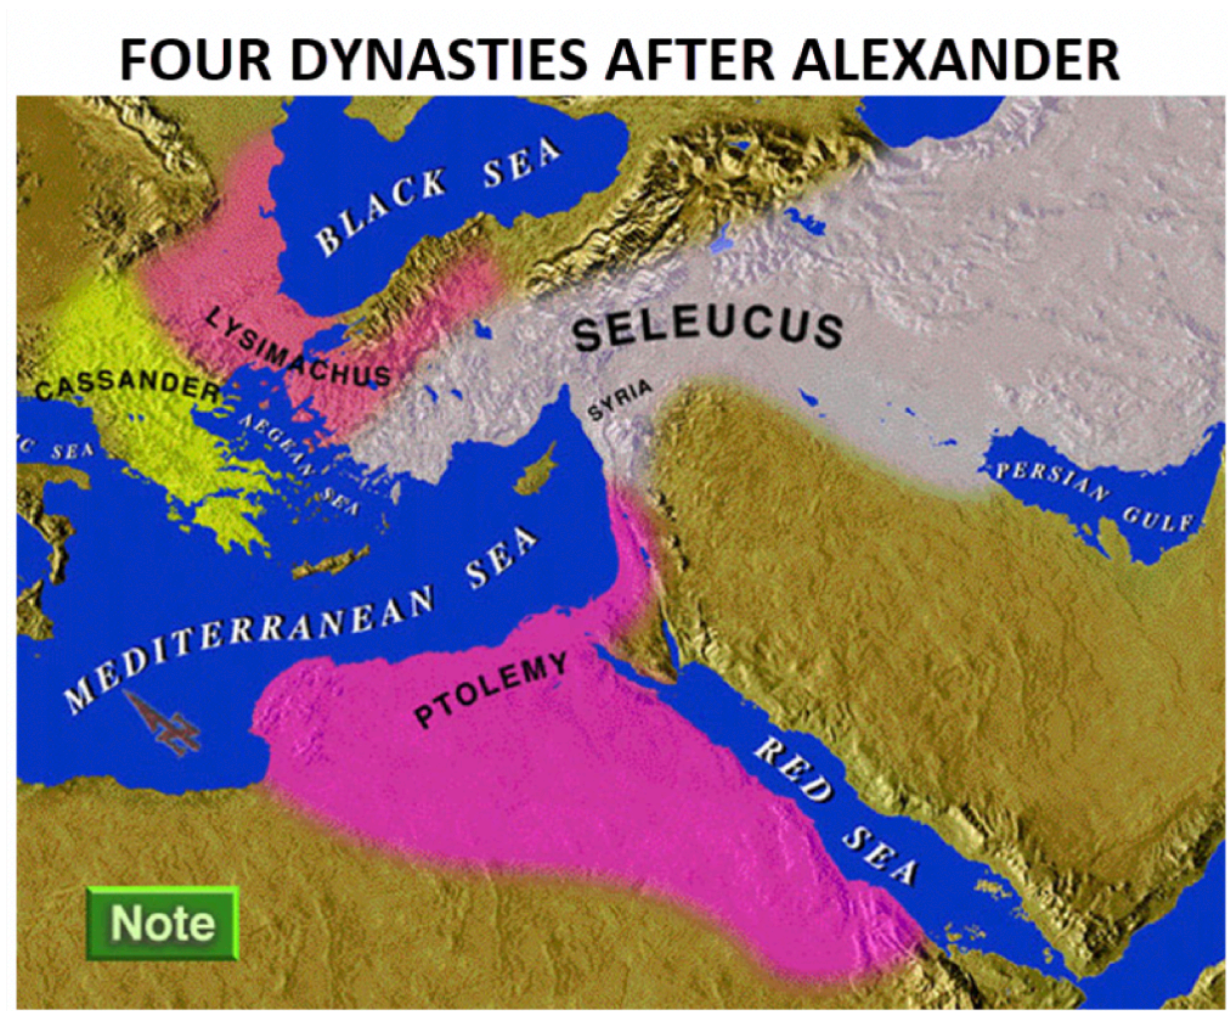 FOUR DYNASTIES AFTER ALEXANDER
BLACK SEA
LYSIMACHUS
SELEUCUS
CASSANDER
SYRIA
AEGEAN
SEA
C SEA
PERSIAN
GULF
MEDITERRANEAN SEA
PTOLEMY
RED
SEA
Note